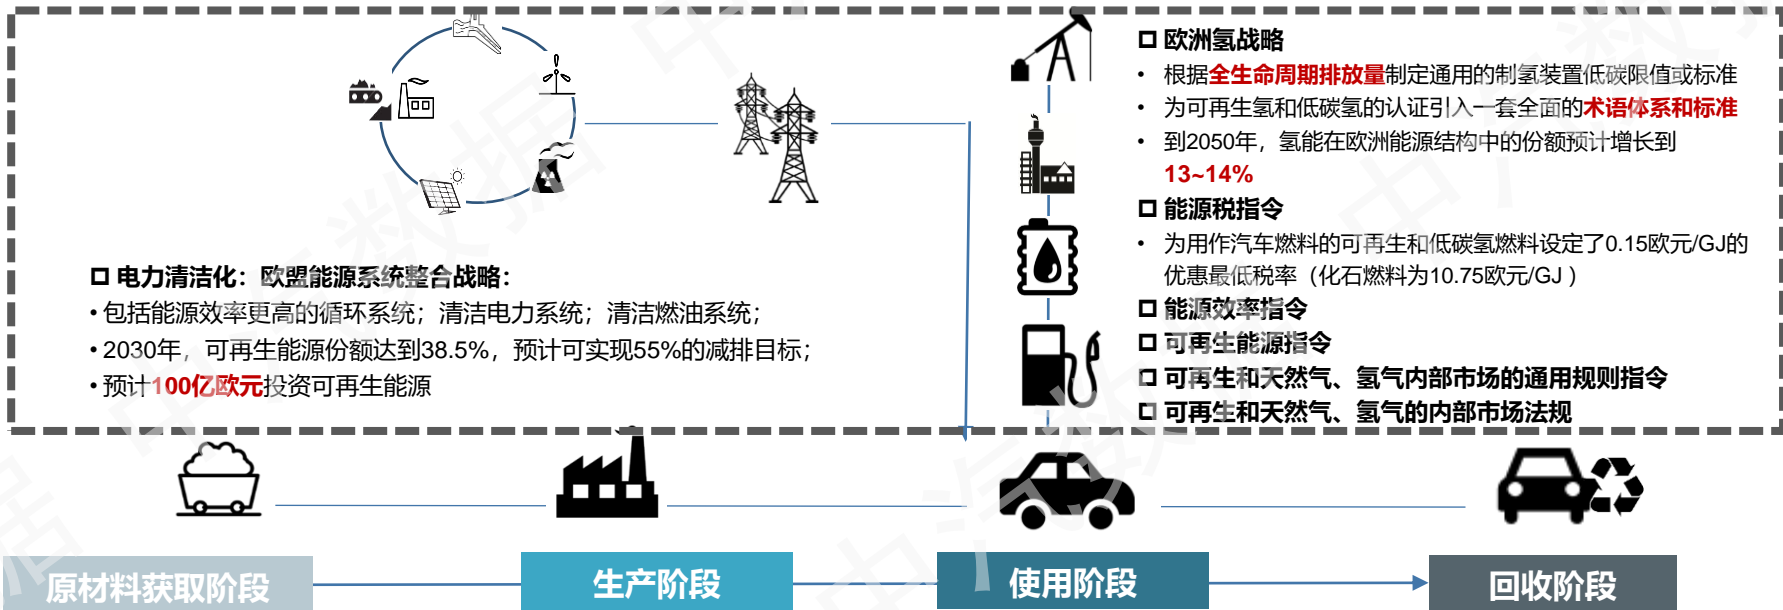 电力清洁化：欧盟能源系统整合战略：
• 包括能源效率更高的循环系统；清洁电力系统；清洁燃油系统；
• 2030年，可再生能源份额达到38.5%，预计可实现55%的减排目标；
• 预计100亿欧元投资可再生能源
欧洲氢战略
• 根据全生命周期排放量制定通用的制氢装置低碳限值或标准
• 为可再生氢和低碳氢的认证引入一套全面的术语体系和标准
• 到2050年，氢能在欧洲能源结构中的份额预计增长到
13~14%
能源税指令
• 为用作汽车燃料的可再生和低碳氢燃料设定了0.15欧元/GJ的
优惠最低税率（化石燃料为10.75欧元/GJ ）
能源效率指令
可再生能源指令
可再生和天然气、氢气内部市场的通用规则指令
可再生和天然气、氢气的内部市场法规
原材料获取阶段
生产阶段
使用阶段
回收阶段
中汽数据
中汽数据